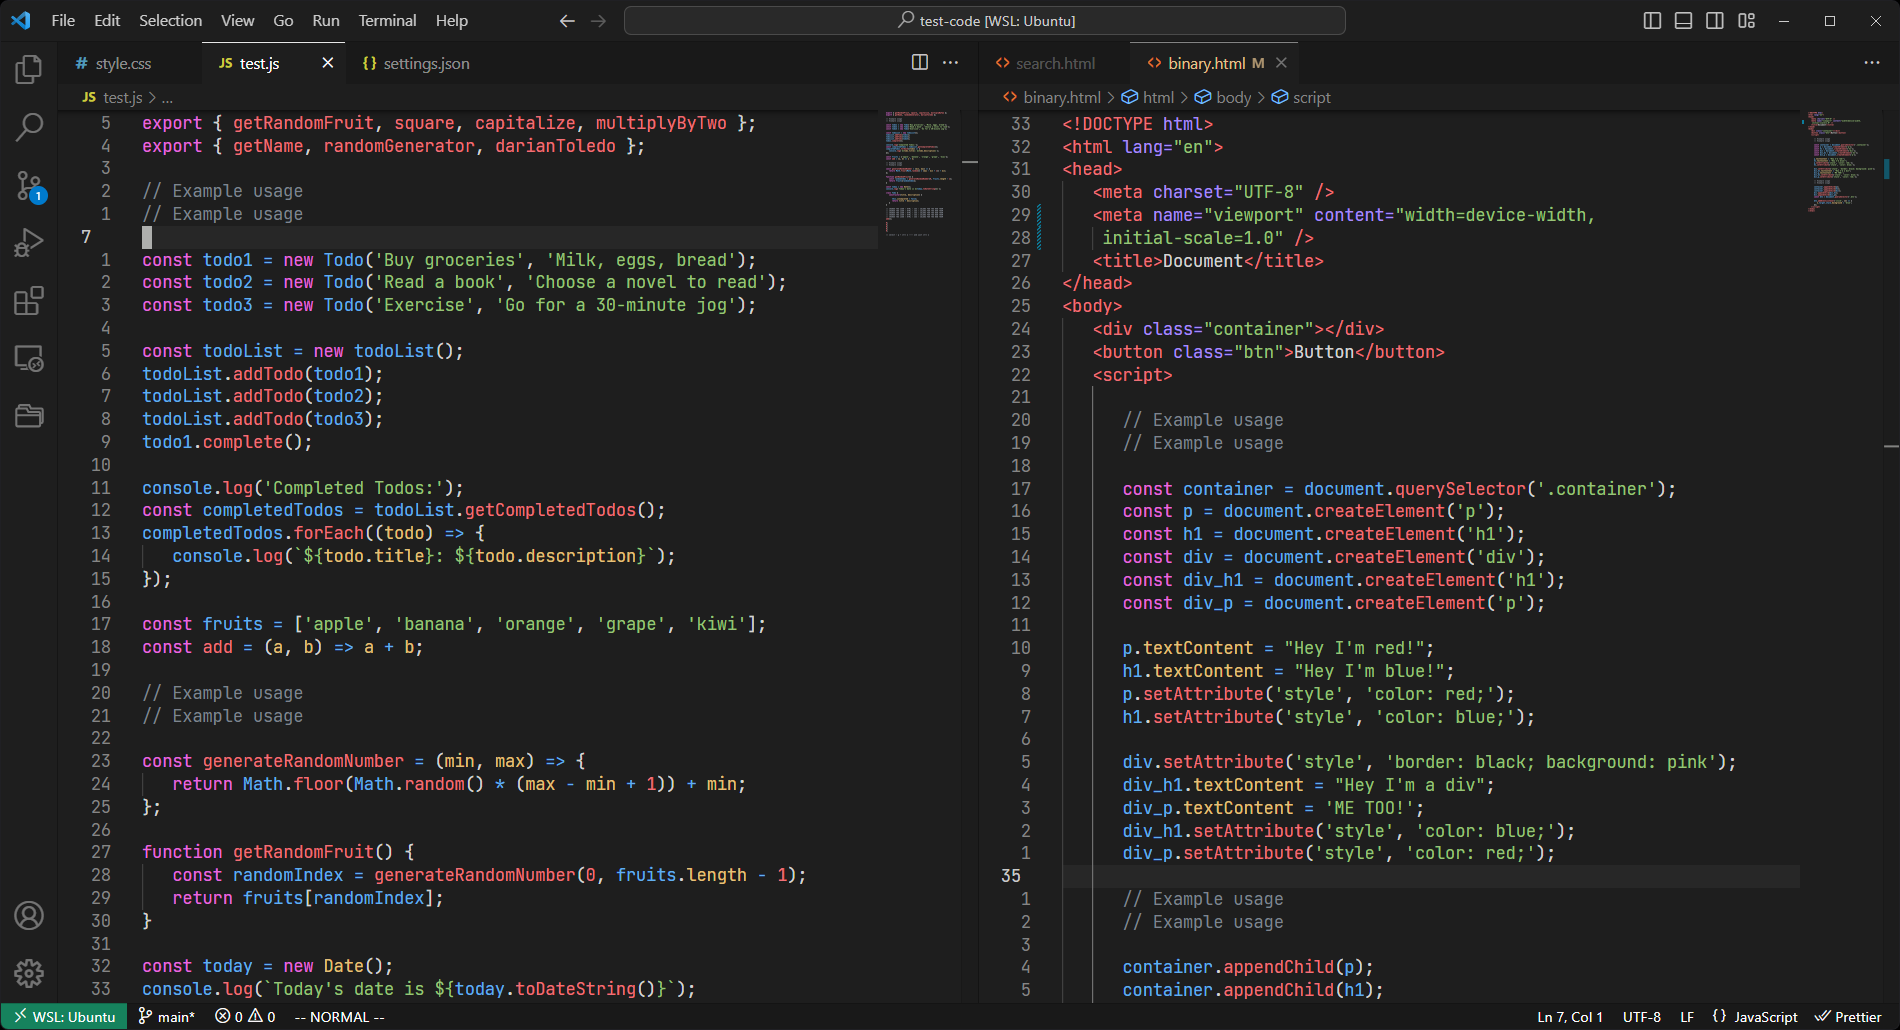 File Edit Selection View Go Run Terminal Help
test-code [WSL: Ubuntu]
# style.css
JS test.js
{} settings.json
JS test.js > ...
5 export { getRandomFruit, square, capitalize, multiplyByTwo };
4 export { getName, randomGenerator, darianToledo };
3
2 // Example usage
1 // Example usage
7
1 const todo1 = new Todo('Buy groceries', 'Milk, eggs, bread');
2 const todo2 = new Todo('Read a book', 'Choose a novel to read');
3 const todo3 = new Todo('Exercise', 'Go for a 30-minute jog');
4
5 const todoList = new todoList();
6 todoList.addTodo(todo1);
7 todoList.addTodo(todo2);
8 todoList.addTodo(todo3);
9 todo1.complete();
10
11 console.log('Completed Todos:');
12 const completedTodos = todoList.getCompletedTodos();
13 completedTodos.forEach((todo) => {
14 console.log(`${todo.title}: ${todo.description}`);
15 });
16
17 const fruits = ['apple', 'banana', 'orange', 'grape', 'kiwi'];
18 const add = (a, b) => a + b;
19
20 // Example usage
21 // Example usage
22
23 const generateRandomNumber = (min, max) => {
24 return Math.floor(Math.random() * (max - min + 1)) + min;
25 };
26
27 function getRandomFruit() {
28 const randomIndex = generateRandomNumber(0, fruits.length - 1);
29 return fruits[randomIndex];
30 }
31
32 const today = new Date();
33 console.log(`Today's date is ${today.toDateString()}`);
search.html
binary.html M
binary.html > html > body > script
33 <!DOCTYPE html>
32 <html lang="en">
31 <head>
30 <meta charset="UTF-8" />
29 <meta name="viewport" content="width=device-width,
28 initial-scale=1.0" />
27 <title>Document</title>
26 </head>
25 <body>
24 <div class="container"></div>
23 <button class="btn">Button</button>
22 <script>
21
20 // Example usage
19 // Example usage
18
17 const container = document.querySelector('.container');
16 const p = document.createElement('p');
15 const h1 = document.createElement('h1');
14 const div = document.createElement('div');
13 const div_h1 = document.createElement('h1');
12 const div_p = document.createElement('p');
11
10 p.textContent = "Hey I'm red!";
9 h1.textContent = "Hey I'm blue!";
8 p.setAttribute('style', 'color: red;');
7 h1.setAttribute('style', 'color: blue;');
6
5 div.setAttribute('style', 'border: black; background: pink');
4 div_h1.textContent = "Hey I'm a div";
3 div_p.textContent = 'ME TOO!';
2 div_h1.setAttribute('style', 'color: blue;');
1 div_p.setAttribute('style', 'color: red;');
35
1 // Example usage
2 // Example usage
3
4 container.appendChild(p);
5 container.appendChild(h1);
1
WSL: Ubuntu main* 0 0 -- NORMAL -- Ln 7, Col 1 UTF-8 LF {} JavaScript Prettier